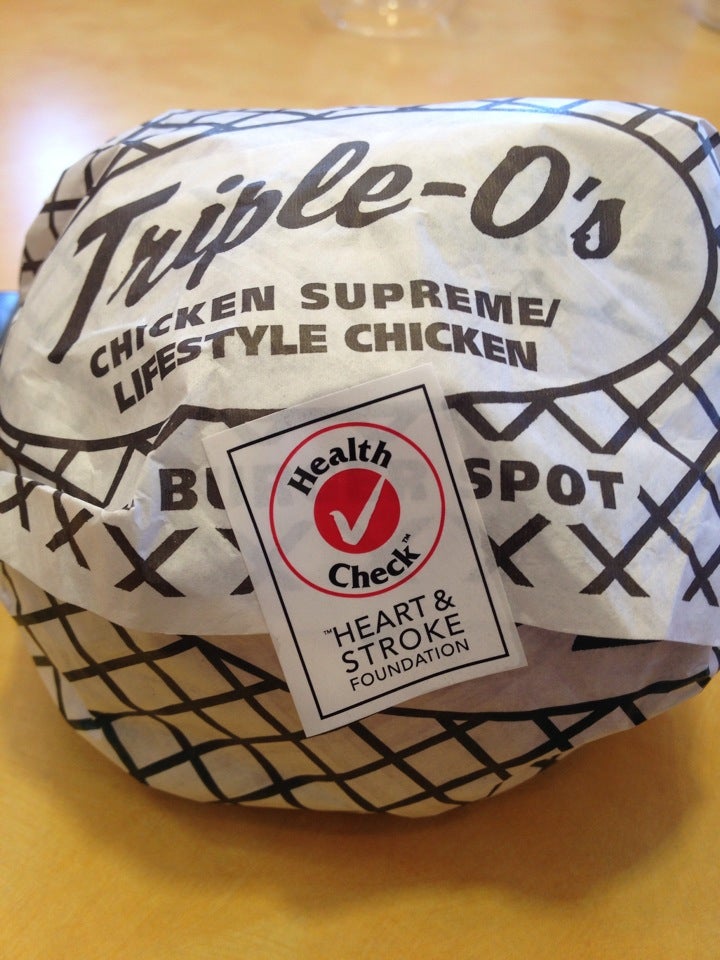 Triple-O's
CHICKEN SUPREME/
LIFESTYLE CHICKEN
SPOT
Health
Check™
™HEART &
STROKE
FOUNDATION